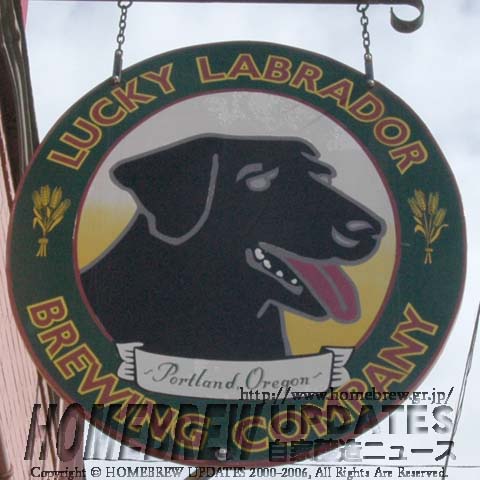 LUCKY LABRADOR
Portland, Oregon
BREWING COMPANY
http://www.homebrew.gr.jp/
HOMEBREW UPDATES
自家醸造ニュース
Copyright © HOMEBREW UPDATES 2000-2006, All Rights Are Reserved.